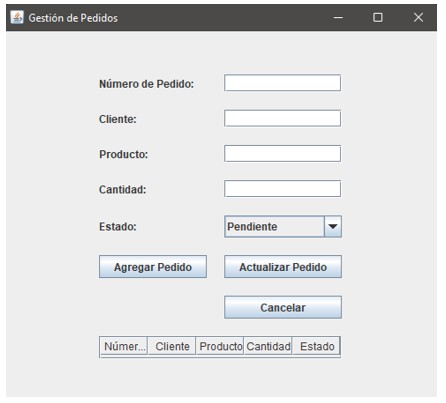 Gestión de Pedidos
Número de Pedido:
Cliente:
Producto:
Cantidad:
Estado: Pendiente
Agregar Pedido Actualizar Pedido
Cancelar
Númer... Cliente Producto Cantidad Estado